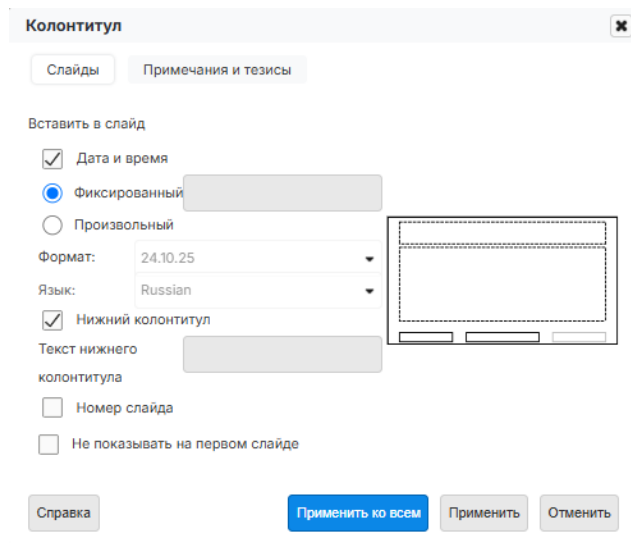 Колонтитул
Слайды Примечания и тезисы
Вставить в слайд
Дата и время
Фиксированный
Произвольный
Формат: 24.10.25
Язык: Russian
Нижний колонтитул
Текст нижнего
колонтитула
Номер слайда
Не показывать на первом слайде
Справка Применить ко всем Применить Отменить